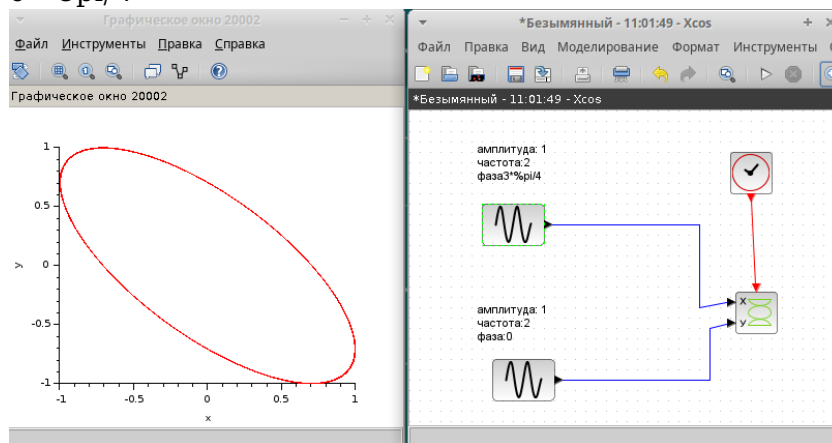 Графическое окно 20002
Файл Инструменты Правка Справка
Графическое окно 20002
1
0.5
0
-0.5
-1
-1 -0.5 0 0.5 1
x
y
*Безымянный - 11:01:49 - Xcos
Файл Правка Вид Моделирование Формат Инструменты
*Безымянный - 11:01:49 - Xcos
амплитуда: 1
частота:2
фаза3*%pi/4
X
y
амплитуда: 1
частота:2
фаза:0